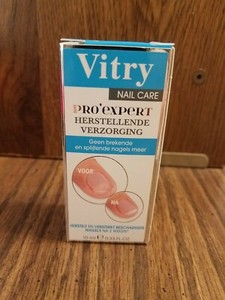 Vitry
NAIL CARE
PRO'EXPERT
HERSTELLENDE
VERZORGING
Geen brekende
en splijtende nagels meer
VOOR
NA